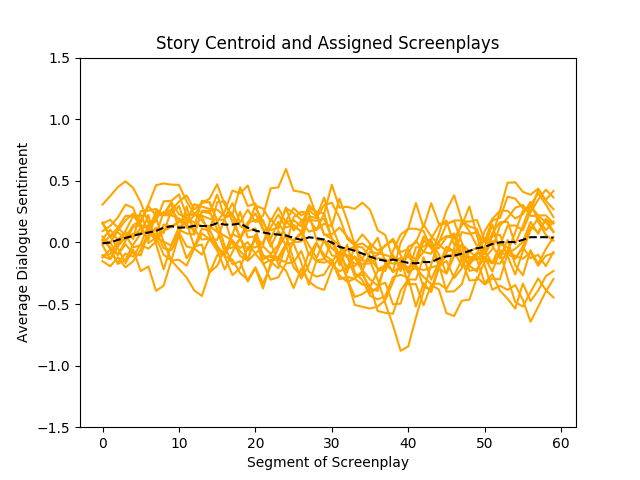 Story Centroid and Assigned Screenplays
1.5
1.0
0.5
0.0
−0.5
−1.0
−1.5
Average Dialogue Sentiment
0 10 20 30 40 50 60
Segment of Screenplay